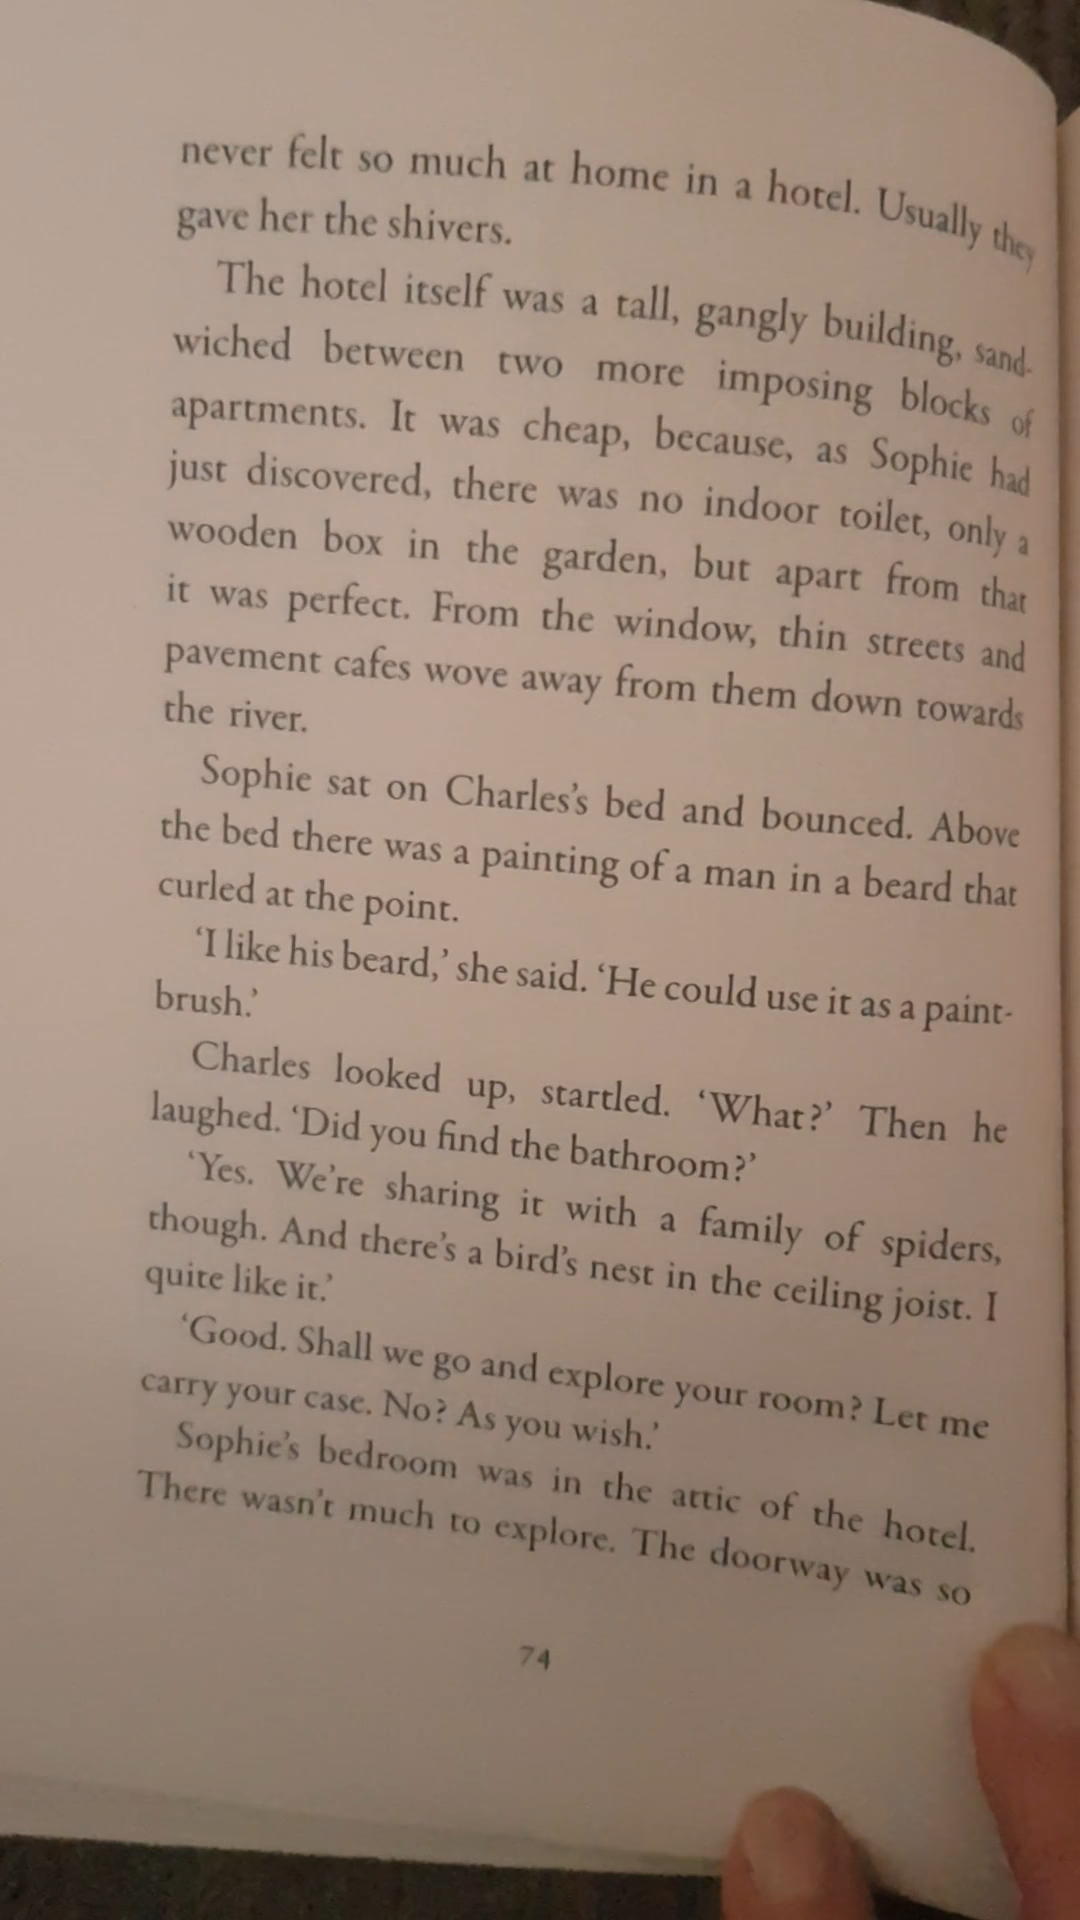 never felt so much at home in a hotel. Usually they
gave her the shivers.
The hotel itself was a tall, gangly building, sand-
wiched between two more imposing blocks of
apartments. It was cheap, because, as Sophie had
just discovered, there was no indoor toilet, only a
wooden box in the garden, but apart from that
it was perfect. From the window, thin streets and
pavement cafes wove away from them down towards
the river.
Sophie sat on Charles's bed and bounced. Above
the bed there was a painting of a man in a beard that
curled at the point.
‘I like his beard,’ she said. ‘He could use it as a paint-
brush.’
Charles looked up, startled. ‘What?’ Then he
laughed. ‘Did you find the bathroom?’
‘Yes. We’re sharing it with a family of spiders,
though. And there’s a bird’s nest in the ceiling joist. I
quite like it.’
‘Good. Shall we go and explore your room? Let me
carry your case. No? As you wish.’
Sophie’s bedroom was in the attic of the hotel.
There wasn’t much to explore. The doorway was so
74